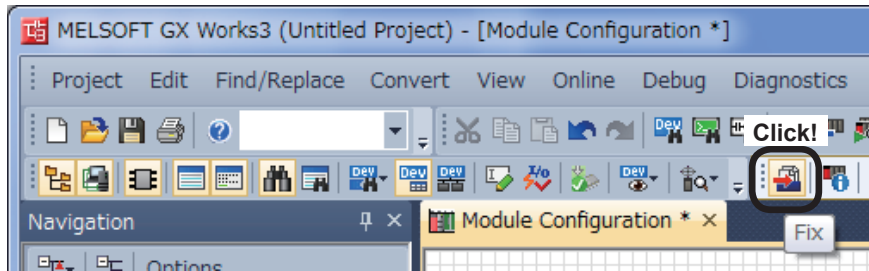 MELSOFT GX Works3 (Untitled Project) - [Module Configuration *]
Project Edit Find/Replace Convert View Online Debug Diagnostics
Click!
Navigation
Module Configuration *
Fix
Options